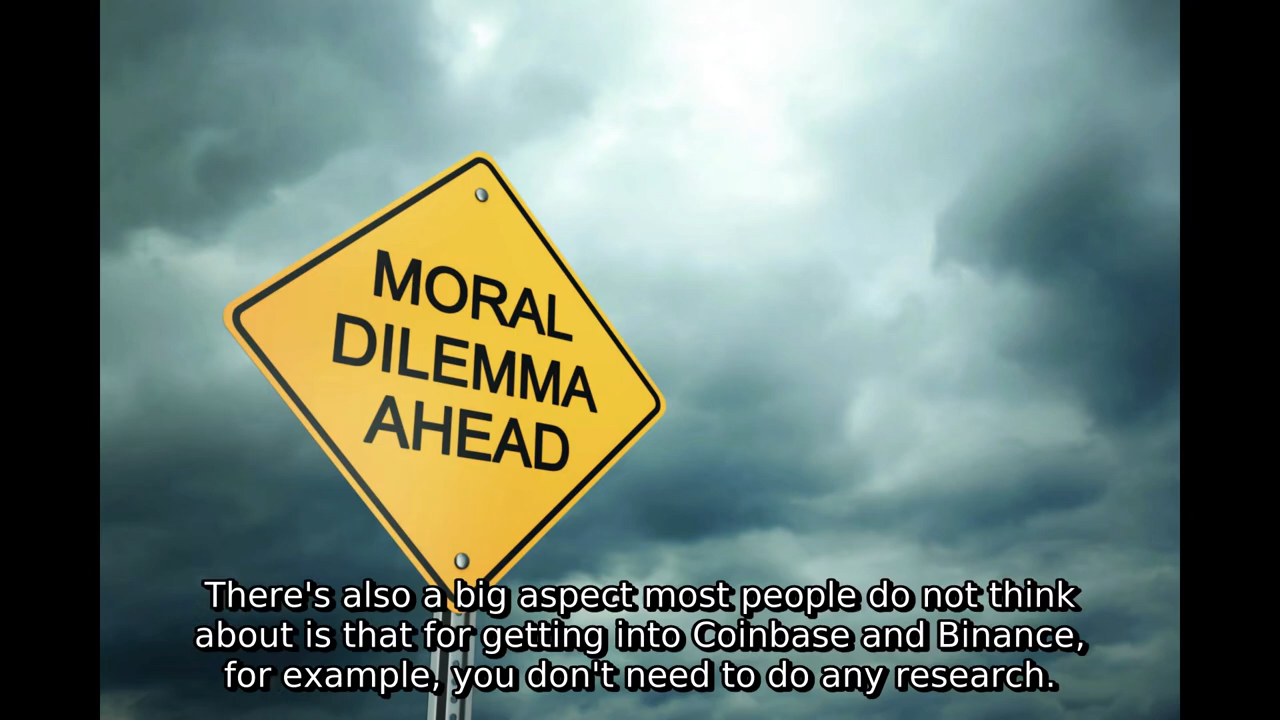 MORAL
DILEMMA
AHEAD
There's also a big aspect most people do not think
about is that for getting into Coinbase and Binance,
for example, you don't need to do any research.